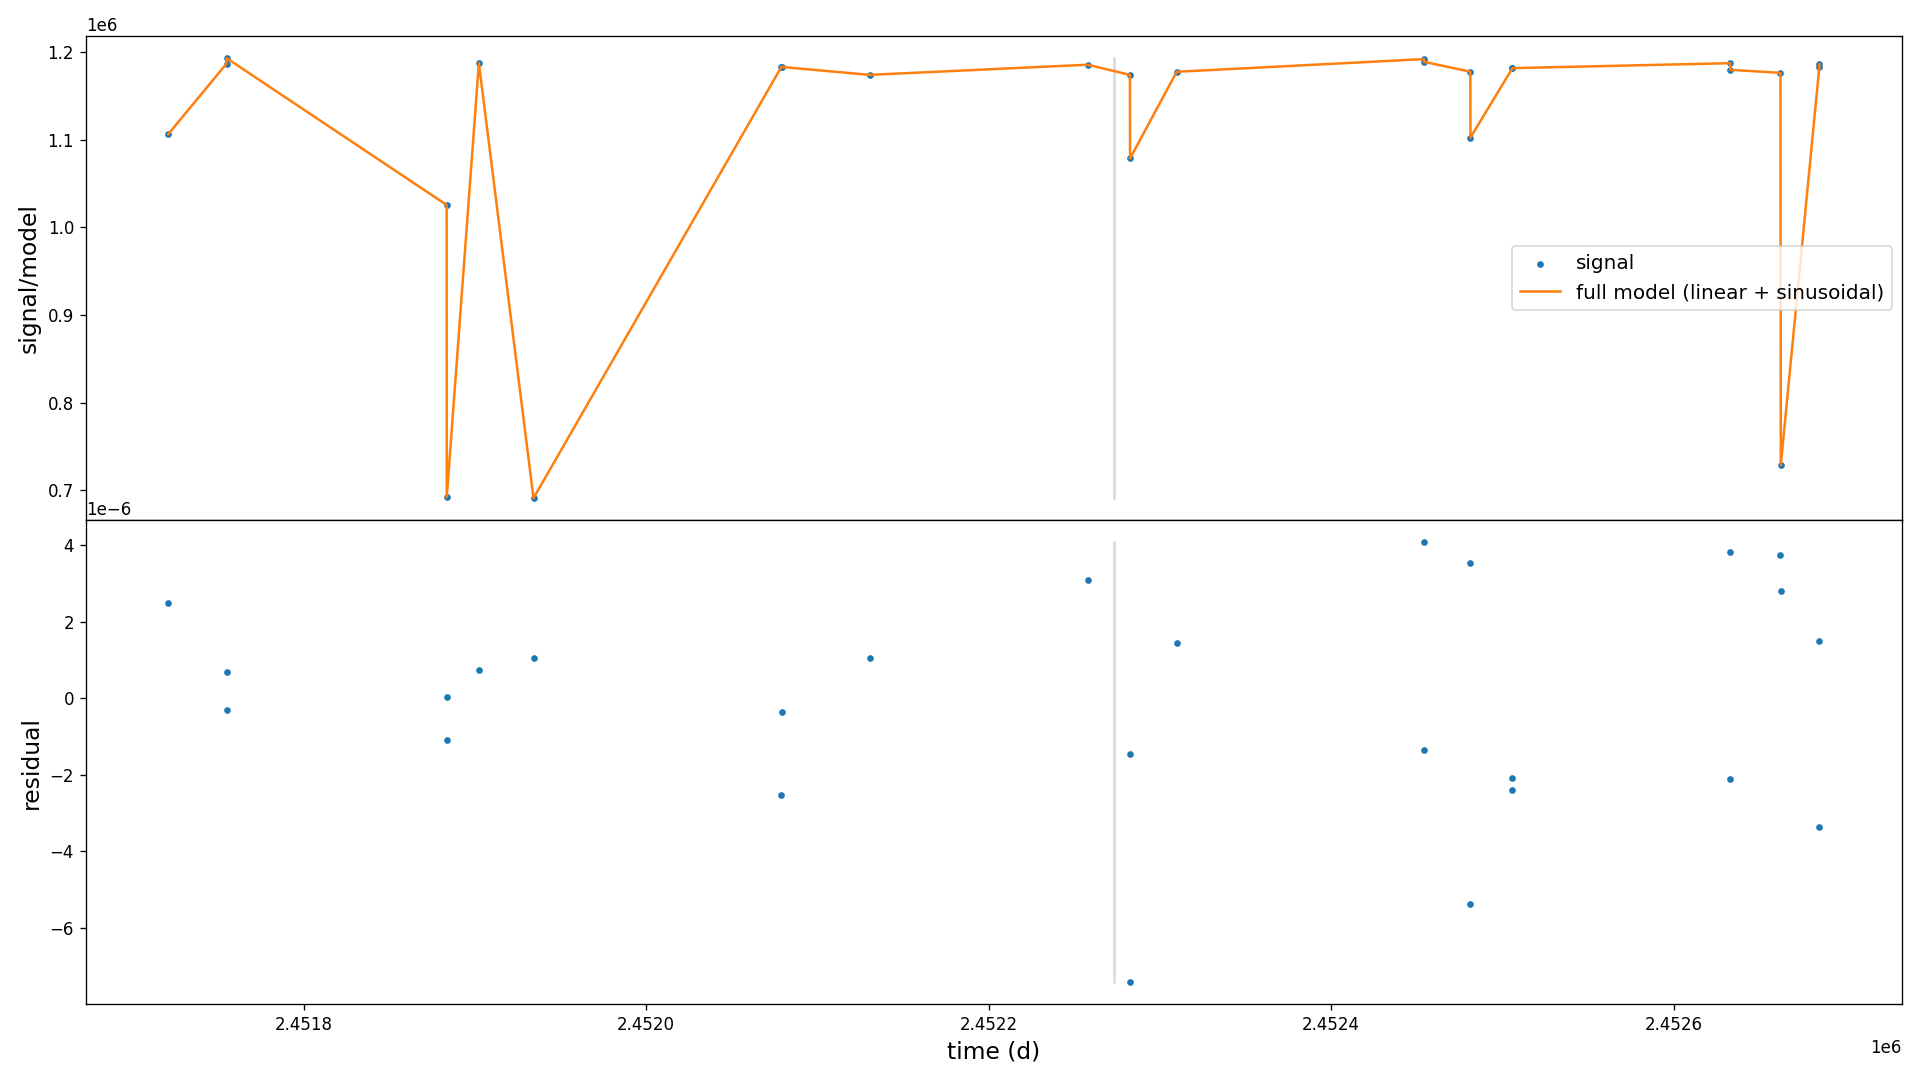 1e6
1.2
1.1
1.0
0.9
0.8
0.7
signal/model
signal
full model (linear + sinusoidal)
1e−6
4
2
0
−2
−4
−6
residual
2.4518 2.4520 2.4522 2.4524 2.4526
1e6
time (d)